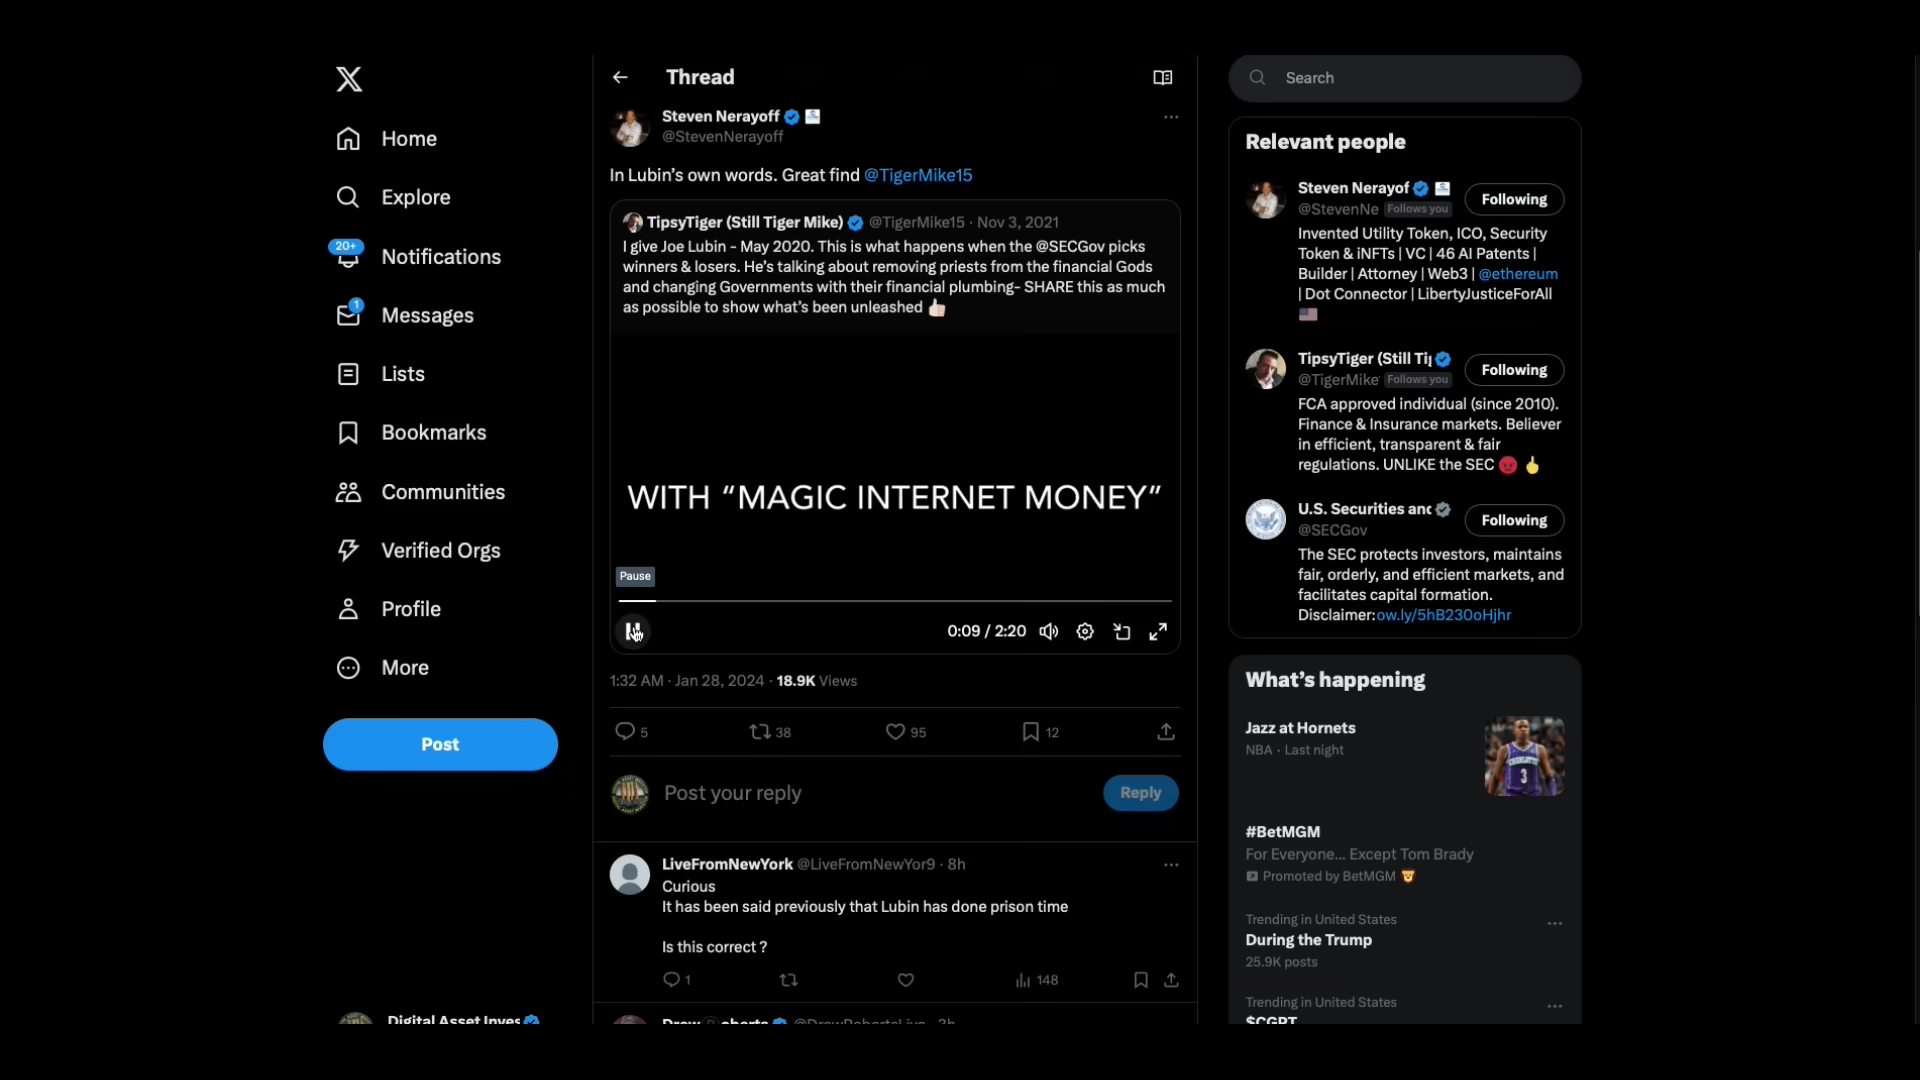 Home
Explore
20+
Notifications
1
Messages
Lists
Bookmarks
Communities
Verified Orgs
Profile
More
Post
Digital Asset Inves
Thread
Steven Nerayoff
@StevenNerayoff
In Lubin's own words. Great find @TigerMike15
TipsyTiger (Still Tiger Mike) @TigerMike15 · Nov 3, 2021
I give Joe Lubin - May 2020. This is what happens when the @SECGov picks
winners & losers. He's talking about removing priests from the financial Gods
and changing Governments with their financial plumbing- SHARE this as much
as possible to show what's been unleashed 👍🏻
WITH “MAGIC INTERNET MONEY”
Pause
0:09 / 2:20
1:32 AM · Jan 28, 2024 · 18.9K Views
5
38
95
12
Post your reply
Reply
LiveFromNewYork @LiveFromNewYor9 · 8h
Curious
It has been said previously that Lubin has done prison time
Is this correct ?
1
148
Search
Relevant people
Steven Nerayof
Following
@StevenNe Follows you
Invented Utility Token, ICO, Security
Token & iNFTs | VC | 46 AI Patents |
Builder | Attorney | Web3 | @ethereum
| Dot Connector | LibertyJusticeForAll
🇺🇸
TipsyTiger (Still Tig
Following
@TigerMike Follows you
FCA approved individual (since 2010).
Finance & Insurance markets. Believer
in efficient, transparent & fair
regulations. UNLIKE the SEC 😡 🖕
U.S. Securities and
Following
@SECGov
The SEC protects investors, maintains
fair, orderly, and efficient markets, and
facilitates capital formation.
Disclaimer:ow.ly/5hB230oHjhr
What's happening
Jazz at Hornets
NBA · Last night
#BetMGM
For Everyone... Except Tom Brady
Promoted by BetMGM 🦁
Trending in United States
During the Trump
25.9K posts
Trending in United States